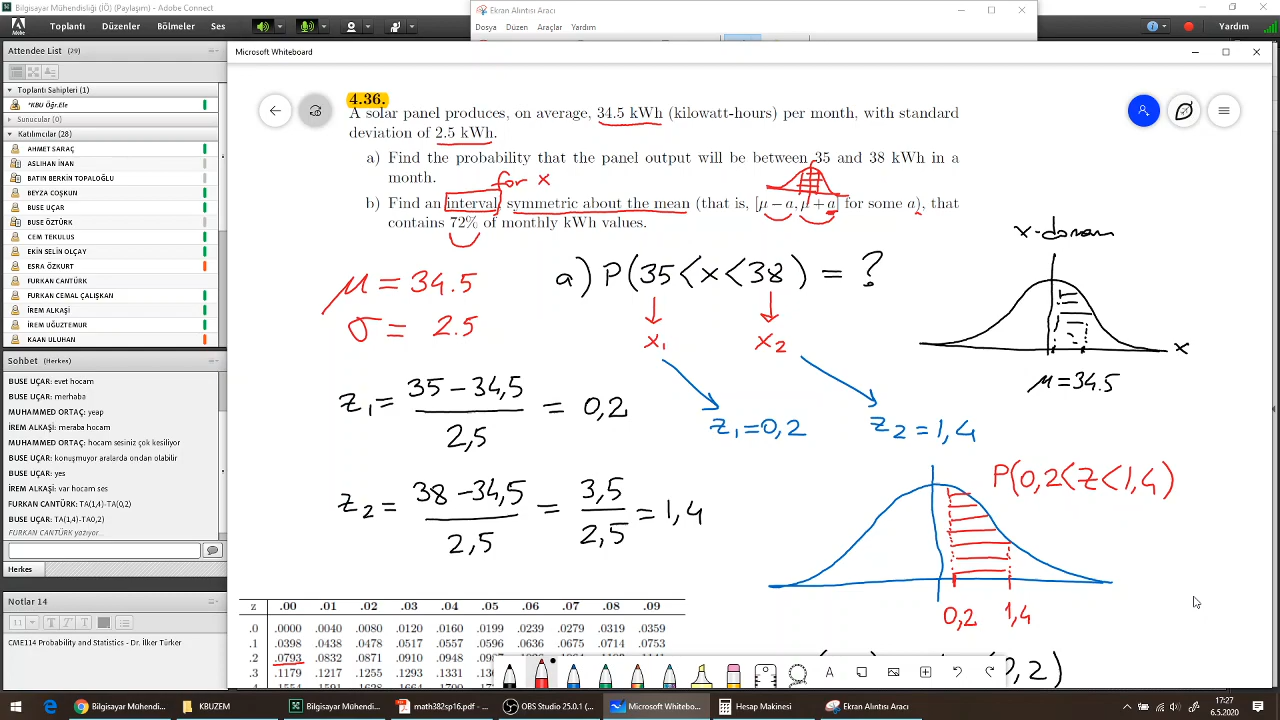 Bilgisayar Mühendisliği (İÖ) (Paylaşım) - Adobe Connect
Toplantı Düzenler Bölmeler Ses
Yardım
Ekran Alıntısı Aracı
Dosya Düzen Araçlar Yardım
Attendee List (29)
Toplantı Sahipleri (1)
*KBU Öğr.Ele
Sunucular (0)
Katılımcılar (28)
AHMET SARAÇ
ASLIHAN İNAN
BATIN BERKİN TOPALOĞLU
BEYZA COŞKUN
BUSE UÇAR
BUSE ÖZTÜRK
CEM TEKULUS
EKİN SELİN OLÇAY
ESRA ÖZKURT
FURKAN CANTÜRK
FURKAN CEMAL ÇALIŞKAN
İREM ALKAŞİ
İREM UĞUZTEMUR
KAAN ULUHAN
Sohbet (Herkes)
BUSE UÇAR: evet hocam
BUSE UÇAR: merhaba
MUHAMMED ORTAÇ: yeap
İREM ALKAŞİ: meraba hocam
MUHAMMED ORTAÇ: hocam sesiniz çok kesiliyor
BUSE UÇAR: konuşmuyor aralarda ondan olabilir
BUSE UÇAR: yes
İREM ALKAŞİ: var hocam ses
FURKAN CANTÜRK: TA(1,4)-TA(0,2)
BUSE UÇAR: TA(1,4)-TA0,2)
FURKAN CANTÜRK yazıyor...
Herkes
Notlar 14
11
CME114 Probability and Statistics - Dr. İlker Türker
Microsoft Whiteboard
4.36.
A solar panel produces, on average, 34.5 kWh (kilowatt-hours) per month, with standard
deviation of 2.5 kWh.
a) Find the probability that the panel output will be between 35 and 38 kWh in a
month.
for x
b) Find an interval, symmetric about the mean (that is, [μ − a, μ + a] for some a), that
contains 72% of monthly kWh values.
μ = 34.5
σ = 2.5
a) P(35 < x < 38) = ?
x1 x2
z1 = 0,2 z2 = 1,4
x-domain
x
μ = 34.5
z1 = 35 − 34,5 / 2,5 = 0,2
z2 = 38 − 34,5 / 2,5 = 3,5 / 2,5 = 1,4
P(0,2 < z < 1,4)
0,2 1,4
z .00 .01 .02 .03 .04 .05 .06 .07 .08 .09
.0 .0000 .0040 .0080 .0120 .0160 .0199 .0239 .0279 .0319 .0359
.1 .0398 .0438 .0478 .0517 .0557 .0596 .0636 .0675 .0714 .0753
.2 .0793 .0832 .0871 .0910 .0948
.3 .1179 .1217 .1255 .1293 .1331
0,2)
Bilgisayar Mühendisl...
KBUZEM
Bilgisayar Mühendisl...
math382sp16.pdf - ...
OBS Studio 25.0.1 (...
Microsoft Whiteboa...
Hesap Makinesi
Ekran Alıntısı Aracı
17:27
6.5.2020